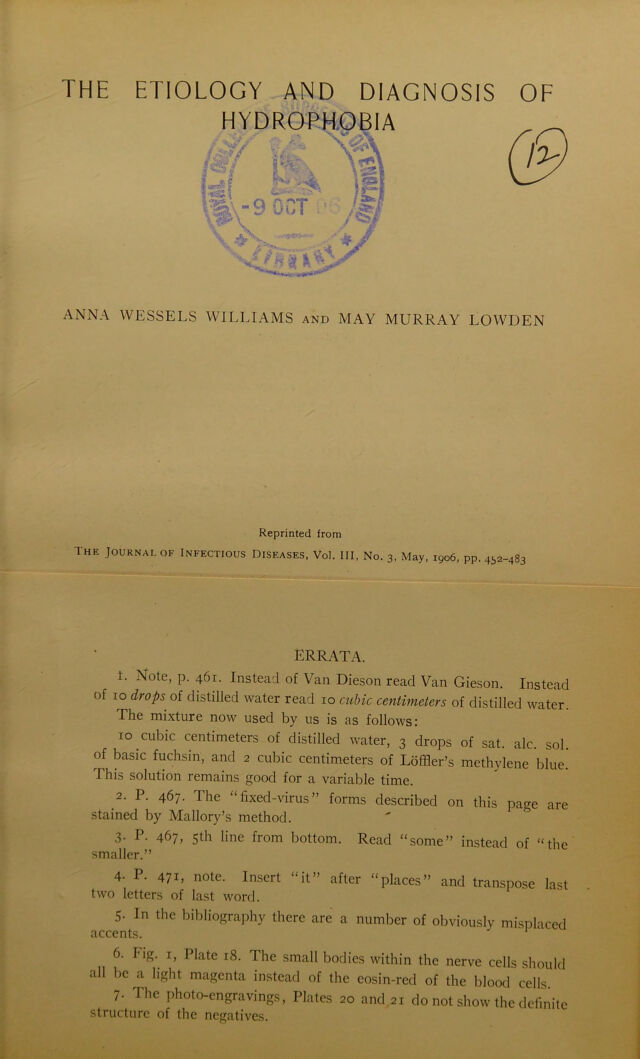 THE ETIOLOGY AND DIAGNOSIS OF
HYDROPHOBIA
ROYAL COLLEGE OF SURGEONS OF ENGLAND
-9 OCT 06
* LIBRARY *
12
ANNA WESSELS WILLIAMS AND MAY MURRAY LOWDEN
Reprinted from
THE JOURNAL OF INFECTIOUS DISEASES, Vol. III, No. 3, May, 1906, pp. 452-483
ERRATA.
1. Note, p. 461. Instead of Van Dieson read Van Gieson. Instead
of 10 drops of distilled water read 10 cubic centimeters of distilled water.
The mixture now used by us is as follows:
10 cubic centimeters of distilled water, 3 drops of sat. alc. sol.
of basic fuchsin, and 2 cubic centimeters of Löffler's methylene blue.
This solution remains good for a variable time.
2. P. 467. The "fixed-virus" forms described on this page are
stained by Mallory's method.
3. P. 467, 5th line from bottom. Read "some" instead of "the
smaller."
4. P. 471, note. Insert "it" after "places" and transpose last
two letters of last word.
5. In the bibliography there are a number of obviously misplaced
accents.
6. Fig. 1, Plate 18. The small bodies within the nerve cells should
all be a light magenta instead of the eosin-red of the blood cells.
7. The photo-engravings, Plates 20 and 21 do not show the definite
structure of the negatives.